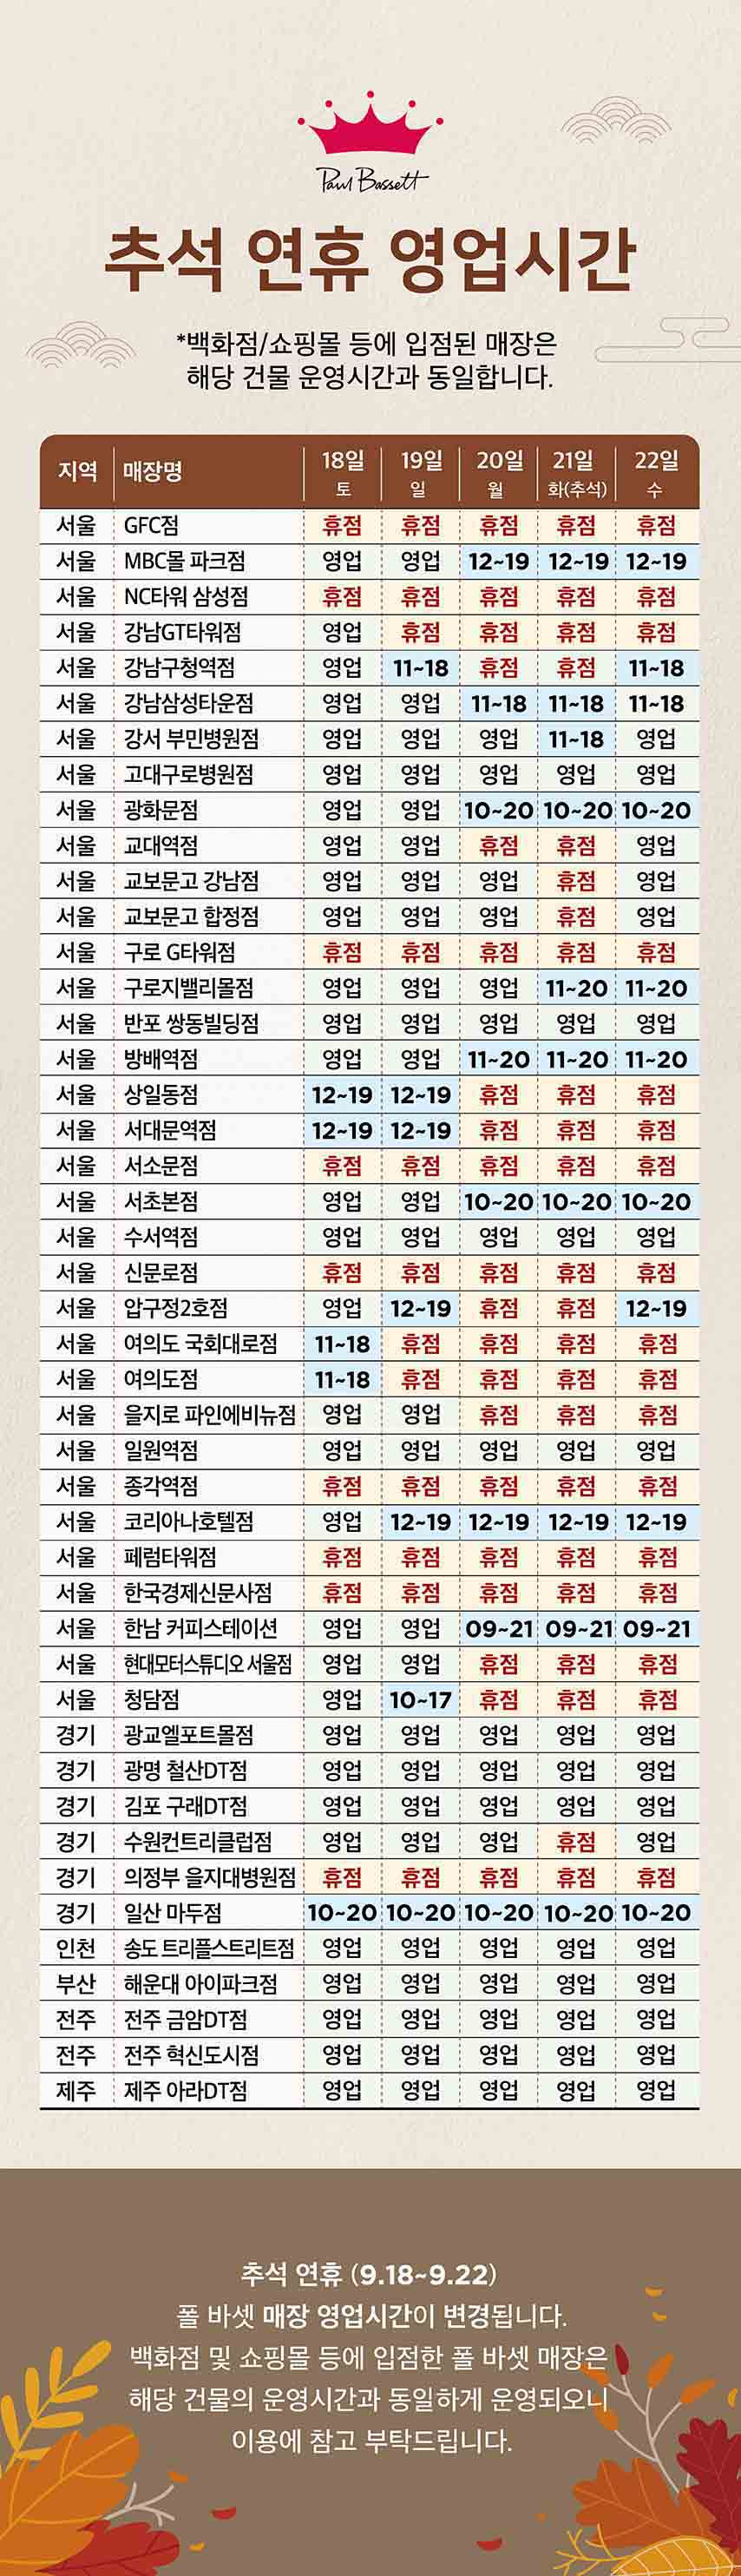 Paul Bassett
추석 연휴 영업시간
*백화점/쇼핑몰 등에 입점된 매장은
해당 건물 운영시간과 동일합니다.
지역 매장명 18일 토 19일 일 20일 월 21일 화(추석) 22일 수
서울 GFC점 휴점 휴점 휴점 휴점 휴점
서울 MBC몰 파크점 영업 영업 12~19 12~19 12~19
서울 NC타워 삼성점 휴점 휴점 휴점 휴점 휴점
서울 강남GT타워점 영업 휴점 휴점 휴점 휴점
서울 강남구청역점 영업 11~18 휴점 휴점 11~18
서울 강남삼성타운점 영업 영업 11~18 11~18 11~18
서울 강서 부민병원점 영업 영업 영업 11~18 영업
서울 고대구로병원점 영업 영업 영업 영업 영업
서울 광화문점 영업 영업 10~20 10~20 10~20
서울 교대역점 영업 영업 휴점 휴점 영업
서울 교보문고 강남점 영업 영업 영업 휴점 영업
서울 교보문고 합정점 영업 영업 영업 휴점 영업
서울 구로 G타워점 휴점 휴점 휴점 휴점 휴점
서울 구로지밸리몰점 영업 영업 영업 11~20 11~20
서울 반포 쌍동빌딩점 영업 영업 영업 영업 영업
서울 방배역점 영업 영업 11~20 11~20 11~20
서울 상일동점 12~19 12~19 휴점 휴점 휴점
서울 서대문역점 12~19 12~19 휴점 휴점 휴점
서울 서소문점 휴점 휴점 휴점 휴점 휴점
서울 서초본점 영업 영업 10~20 10~20 10~20
서울 수서역점 영업 영업 영업 영업 영업
서울 신문로점 휴점 휴점 휴점 휴점 휴점
서울 압구정2호점 영업 12~19 휴점 휴점 12~19
서울 여의도 국회대로점 11~18 휴점 휴점 휴점 휴점
서울 여의도점 11~18 휴점 휴점 휴점 휴점
서울 을지로 파인에비뉴점 영업 영업 휴점 휴점 휴점
서울 일원역점 영업 영업 영업 영업 영업
서울 종각역점 휴점 휴점 휴점 휴점 휴점
서울 코리아나호텔점 영업 12~19 12~19 12~19 12~19
서울 페럼타워점 휴점 휴점 휴점 휴점 휴점
서울 한국경제신문사점 휴점 휴점 휴점 휴점 휴점
서울 한남 커피스테이션 영업 영업 09~21 09~21 09~21
서울 현대모터스튜디오 서울점 영업 영업 휴점 휴점 휴점
서울 청담점 영업 10~17 휴점 휴점 휴점
경기 광교엘포트몰점 영업 영업 영업 영업 영업
경기 광명 철산DT점 영업 영업 영업 영업 영업
경기 김포 구래DT점 영업 영업 영업 영업 영업
경기 수원컨트리클럽점 영업 영업 영업 휴점 영업
경기 의정부 을지대병원점 휴점 휴점 휴점 휴점 휴점
경기 일산 마두점 10~20 10~20 10~20 10~20 10~20
인천 송도 트리플스트리트점 영업 영업 영업 영업 영업
부산 해운대 아이파크점 영업 영업 영업 영업 영업
전주 전주 금암DT점 영업 영업 영업 영업 영업
전주 전주 혁신도시점 영업 영업 영업 영업 영업
제주 제주 아라DT점 영업 영업 영업 영업 영업
추석 연휴 (9.18~9.22)
폴 바셋 매장 영업시간이 변경됩니다.
백화점 및 쇼핑몰 등에 입점한 폴 바셋 매장은
해당 건물의 운영시간과 동일하게 운영되오니
이용에 참고 부탁드립니다.